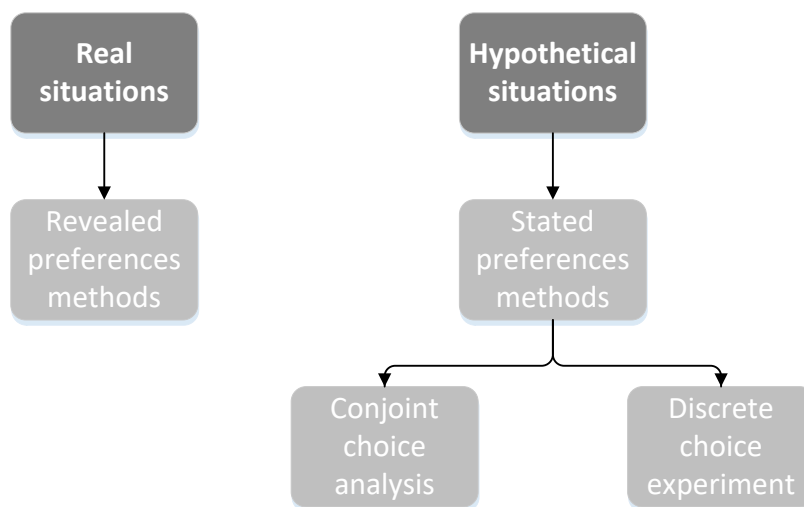 Real
situations
Hypothetical
situations
Revealed
preferences
methods
Stated
preferences
methods
Conjoint
choice
analysis
Discrete
choice
experiment